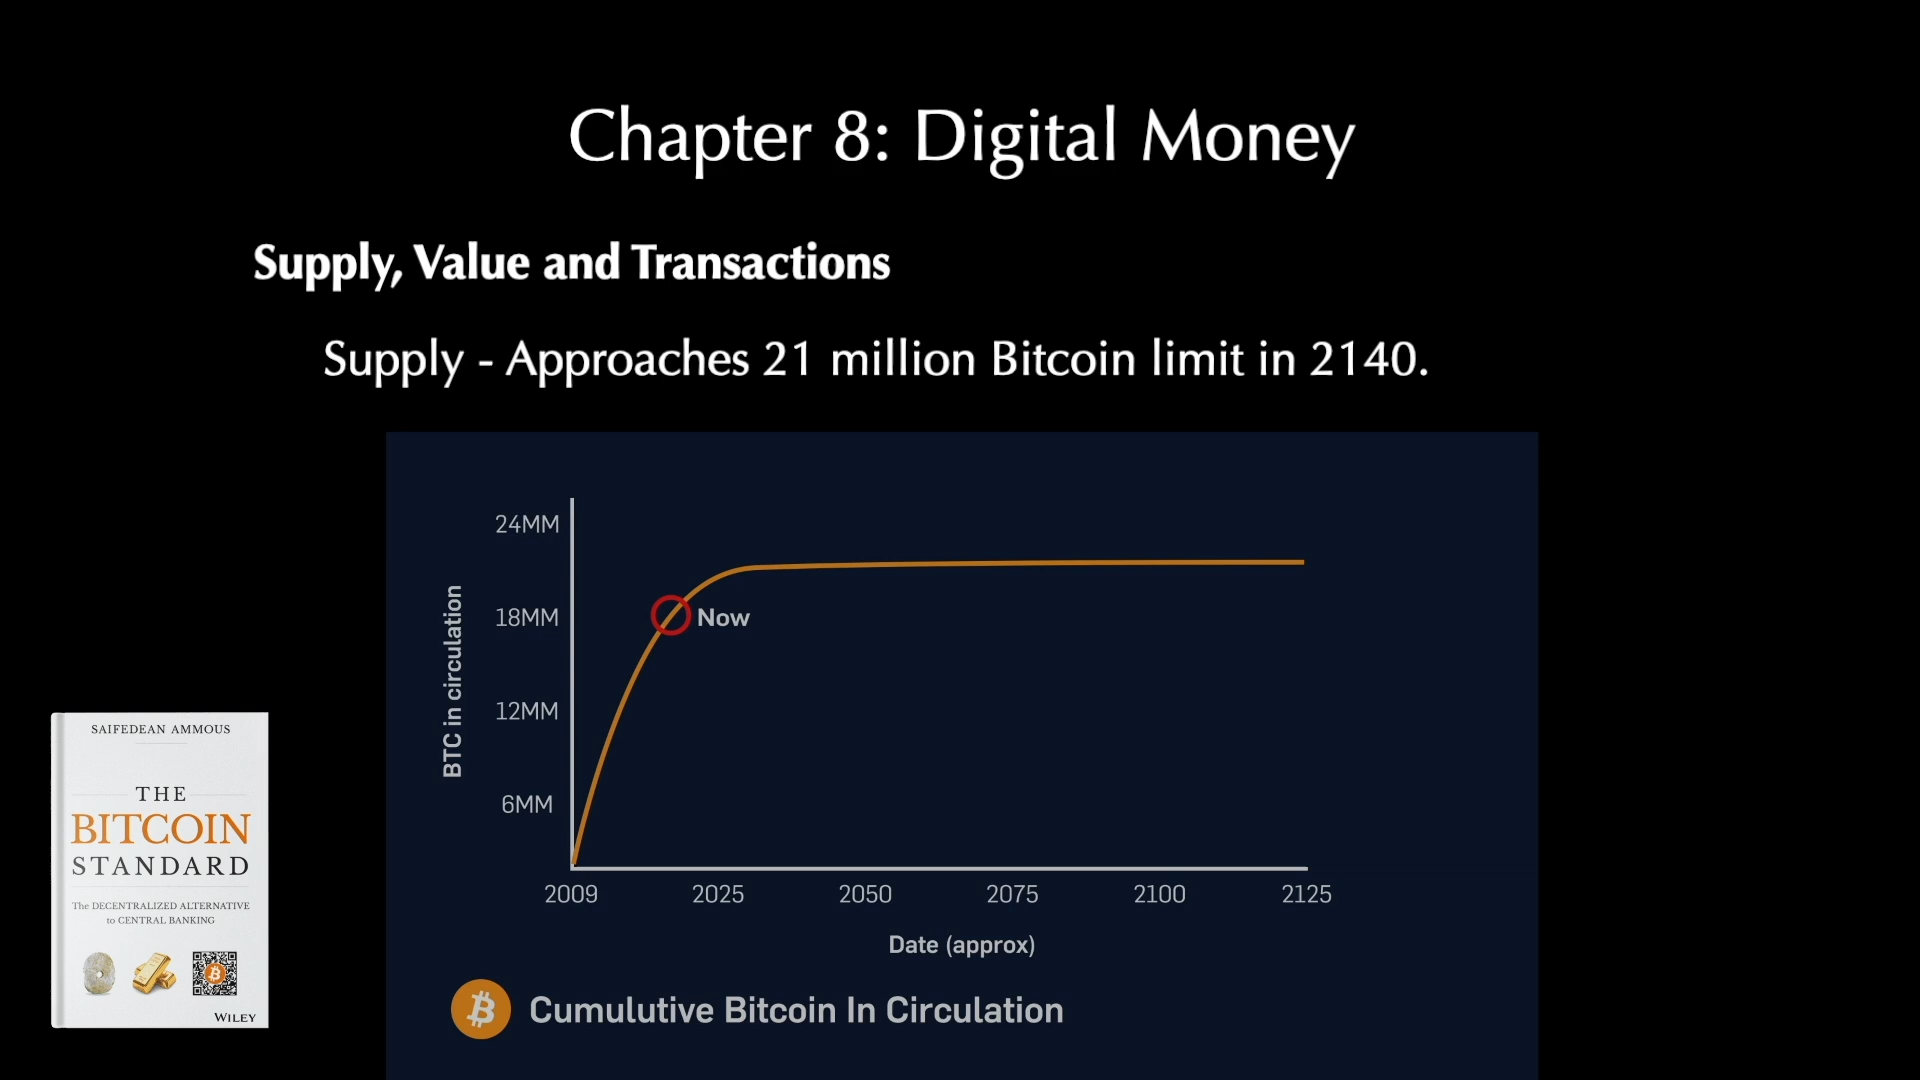 Chapter 8: Digital Money
Supply, Value and Transactions
Supply - Approaches 21 million Bitcoin limit in 2140.
24MM
18MM
12MM
6MM
BTC in circulation
Now
2009 2025 2050 2075 2100 2125
Date (approx)
Cumulutive Bitcoin In Circulation
SAIFEDEAN AMMOUS
THE
BITCOIN
STANDARD
The DECENTRALIZED ALTERNATIVE
to CENTRAL BANKING
WILEY